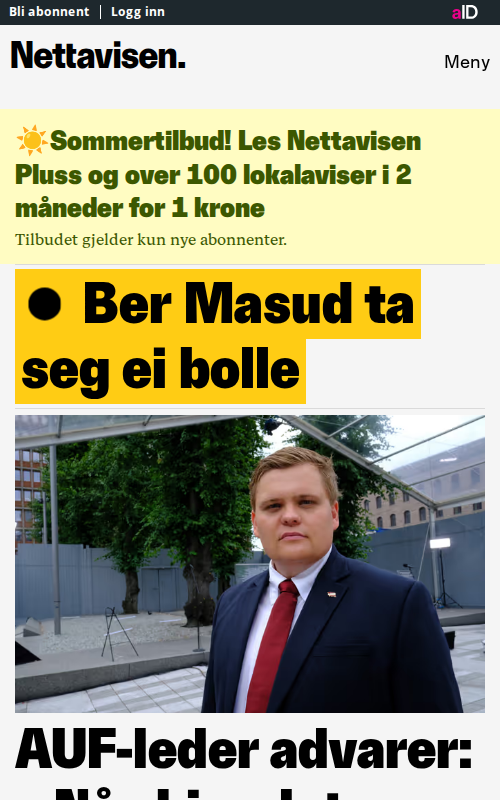 Bli abonnent | Logg inn
aID
Nettavisen.
Meny
☀️Sommertilbud! Les Nettavisen
Pluss og over 100 lokalaviser i 2
måneder for 1 krone
Tilbudet gjelder kun nye abonnenter.
● Ber Masud ta
seg ei bolle
AUF-leder advarer: